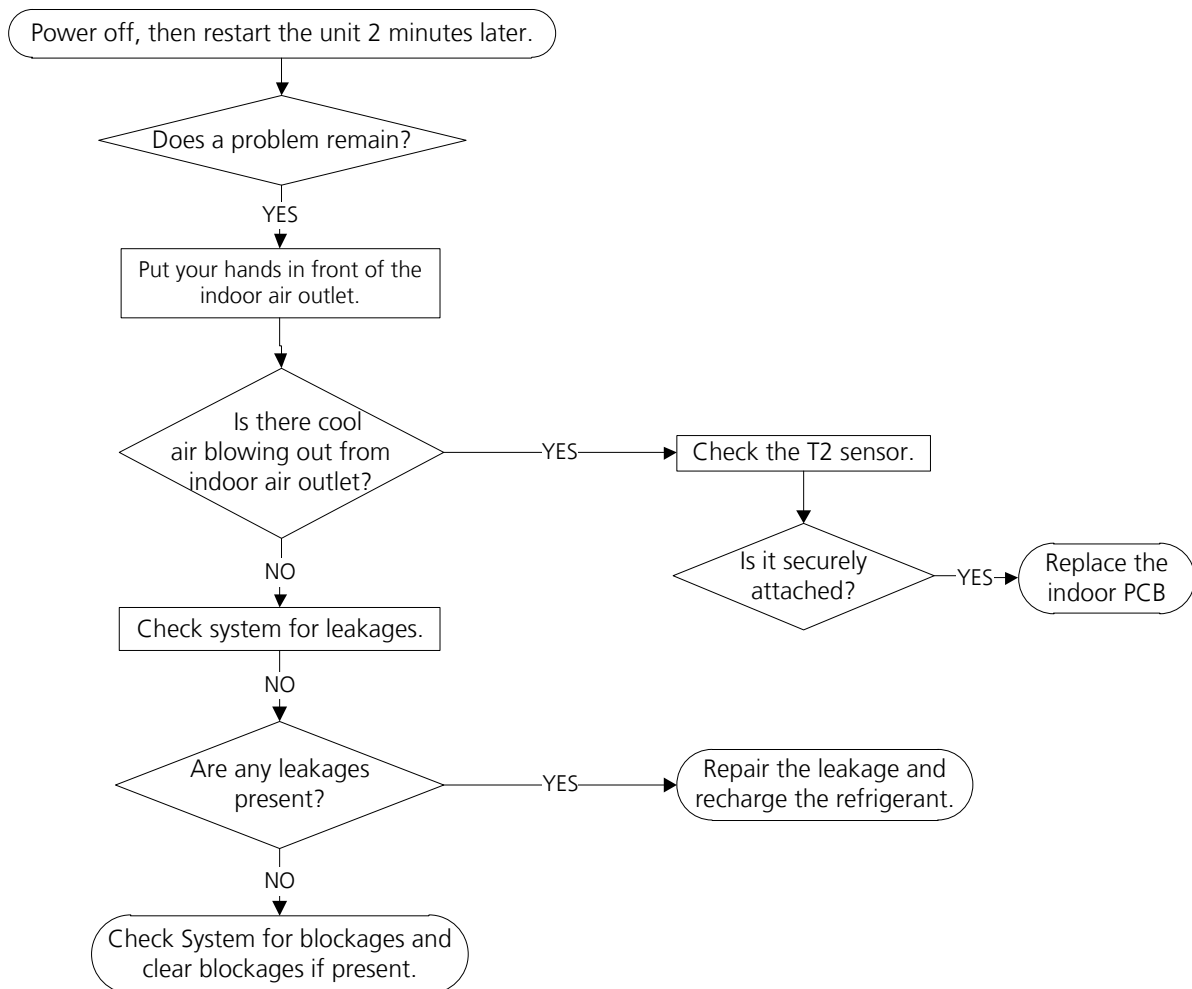 Power off, then restart the unit 2 minutes later.
Does a problem remain?
YES
Put your hands in front of the
indoor air outlet.
Is there cool
air blowing out from
indoor air outlet?
YES
Check the T2 sensor.
Is it securely
attached?
YES
Replace the
indoor PCB
NO
Check system for leakages.
NO
Are any leakages
present?
YES
Repair the leakage and
recharge the refrigerant.
NO
Check System for blockages and
clear blockages if present.